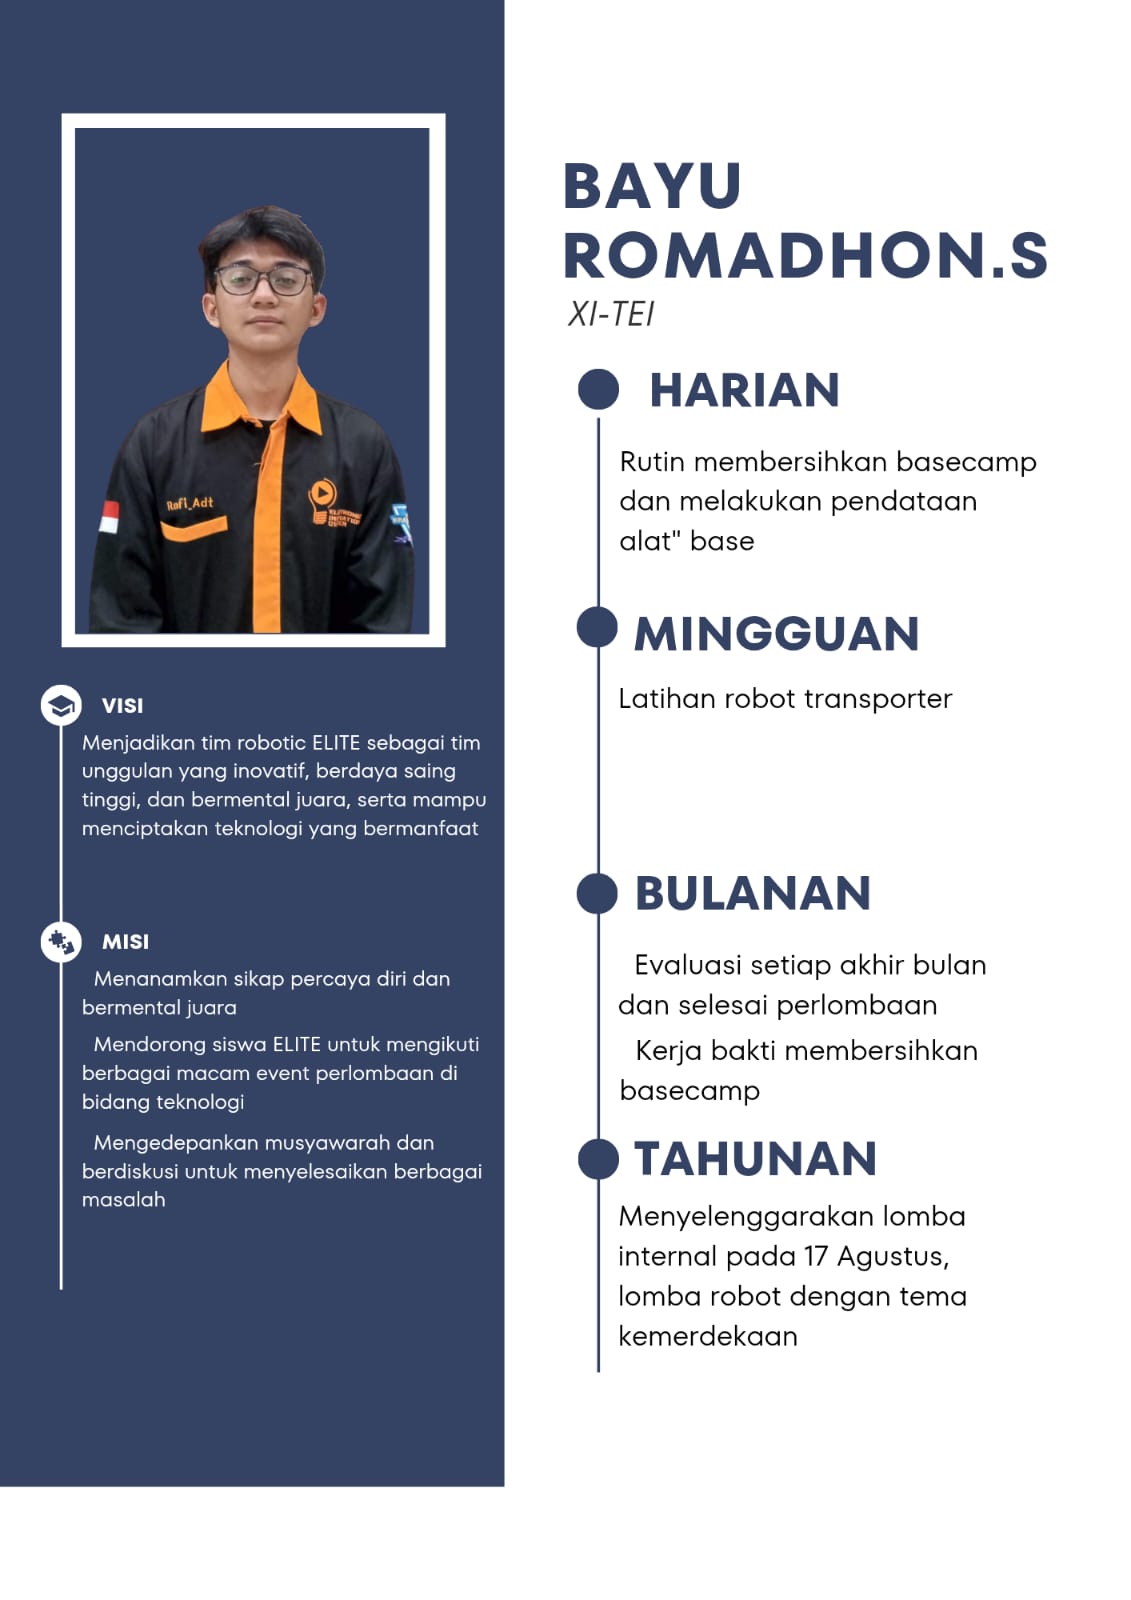 BAYU
ROMADHON.S
XI-TEI
HARIAN
Rutin membersihkan basecamp
dan melakukan pendataan
alat" base
MINGGUAN
Latihan robot transporter
BULANAN
Evaluasi setiap akhir bulan
dan selesai perlombaan
Kerja bakti membersihkan
basecamp
TAHUNAN
Menyelenggarakan lomba
internal pada 17 Agustus,
lomba robot dengan tema
kemerdekaan
Rafi_Adt
VISI
Menjadikan tim robotic ELITE sebagai tim
unggulan yang inovatif, berdaya saing
tinggi, dan bermental juara, serta mampu
menciptakan teknologi yang bermanfaat
MISI
Menanamkan sikap percaya diri dan
bermental juara
Mendorong siswa ELITE untuk mengikuti
berbagai macam event perlombaan di
bidang teknologi
Mengedepankan musyawarah dan
berdiskusi untuk menyelesaikan berbagai
masalah